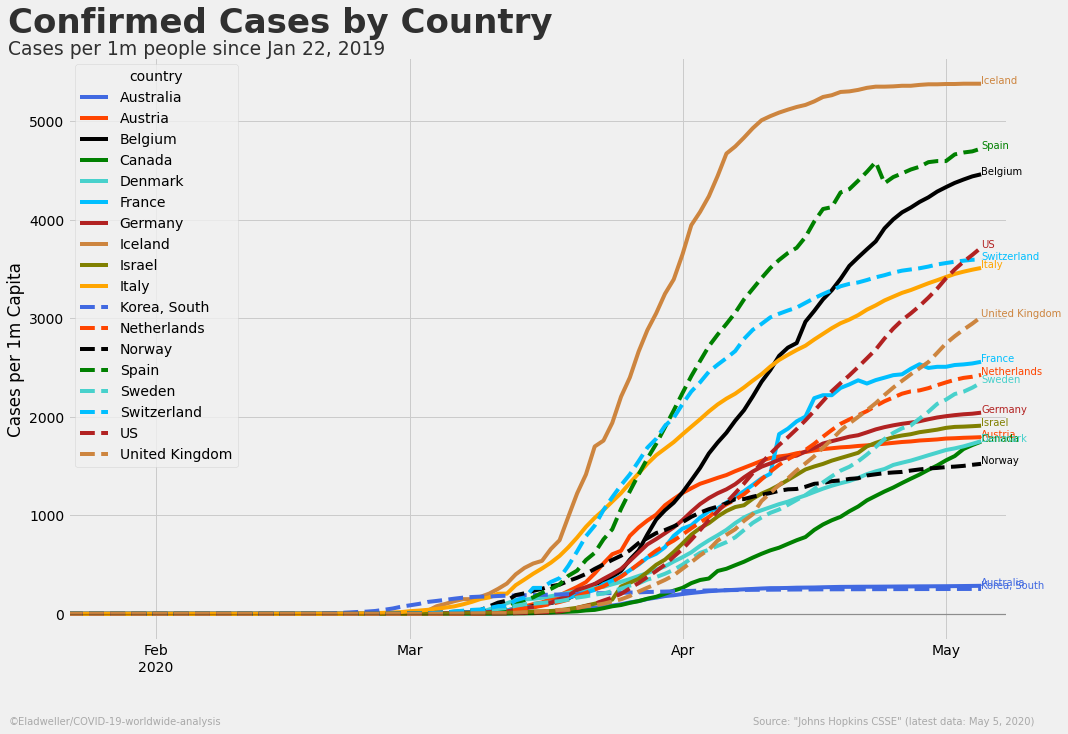 Confirmed Cases by Country
Cases per 1m people since Jan 22, 2019
country
Australia
Austria
Belgium
Canada
Denmark
France
Germany
Iceland
Israel
Italy
Korea, South
Netherlands
Norway
Spain
Sweden
Switzerland
US
United Kingdom
Cases per 1m Capita
5000
4000
3000
2000
1000
0
Iceland
Spain
Belgium
US
Switzerland
Italy
United Kingdom
France
Netherlands
Sweden
Germany
Israel
Austria
Denmark
Canada
Norway
Australia
Korea, South
Feb
2020
Mar
Apr
May
©Eladweller/COVID-19-worldwide-analysis
Source: "Johns Hopkins CSSE" (latest data: May 5, 2020)